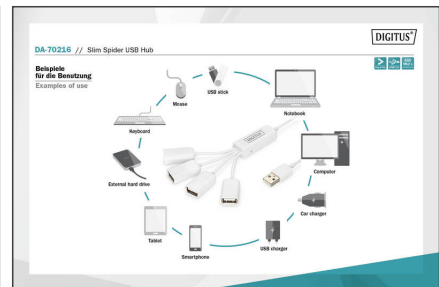 DIGITUS®
DA-70216 // Slim Spider USB Hub
Beispiele
für die Benutzung
Examples of use
USB stick
Mouse
Notebook
Keyboard
DIGITUS
Computer
External hard drive
Car charger
Tablet
USB charger
Smartphone